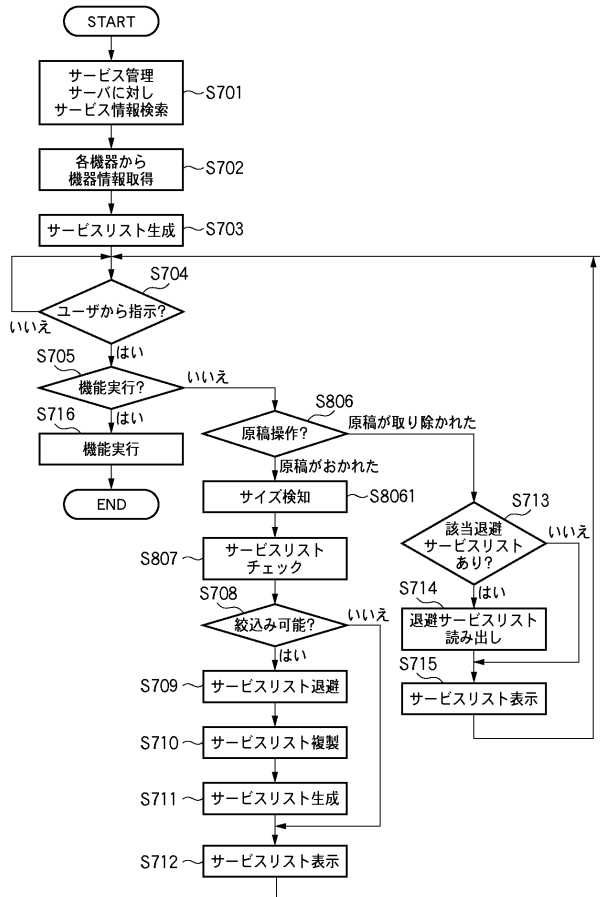 START
サービス管理
サーバに対し
サービス情報検索
S701
各機器から
機器情報取得
S702
サービスリスト生成
S703
S704
ユーザから指示?
いいえ
はい
S705
機能実行?
いいえ
はい
S716
機能実行
END
S806
原稿操作?
原稿が取り除かれた
原稿がおかれた
サイズ検知
S8061
S807
サービスリスト
チェック
S708
絞込み可能?
いいえ
はい
S709
サービスリスト退避
S710
サービスリスト複製
S711
サービスリスト生成
S712
サービスリスト表示
S713
該当退避
サービスリスト
あり?
いいえ
はい
S714
退避サービスリスト
読み出し
S715
サービスリスト表示